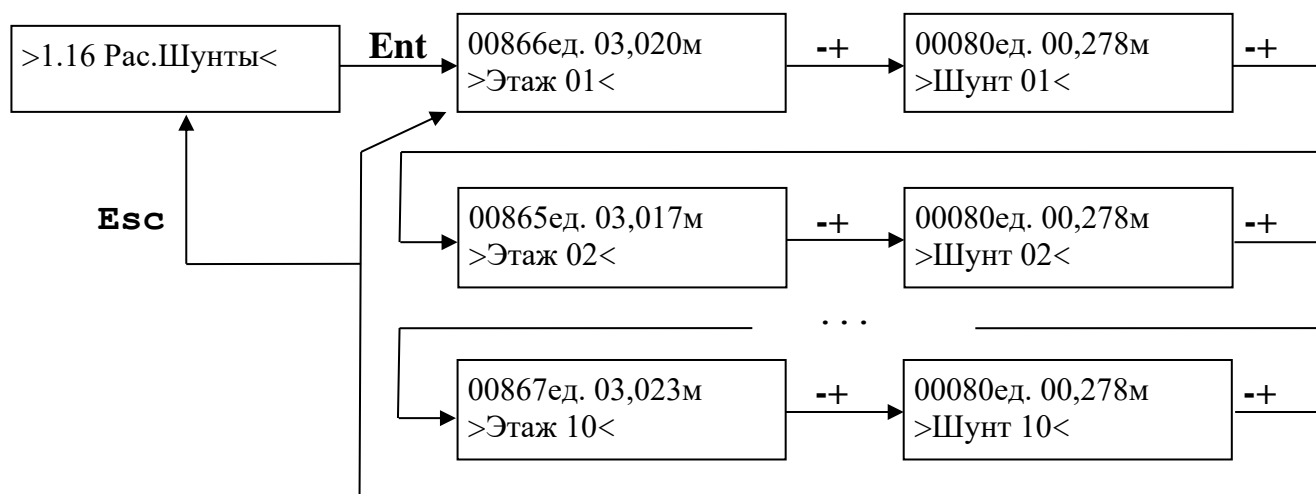 >1.16 Рас.Шунты<
Ent
00866ед. 03,020м
>Этаж 01<
-+
00080ед. 00,278м
>Шунт 01<
-+
Esc
00865ед. 03,017м
>Этаж 02<
-+
00080ед. 00,278м
>Шунт 02<
-+
. . .
00867ед. 03,023м
>Этаж 10<
-+
00080ед. 00,278м
>Шунт 10<
-+